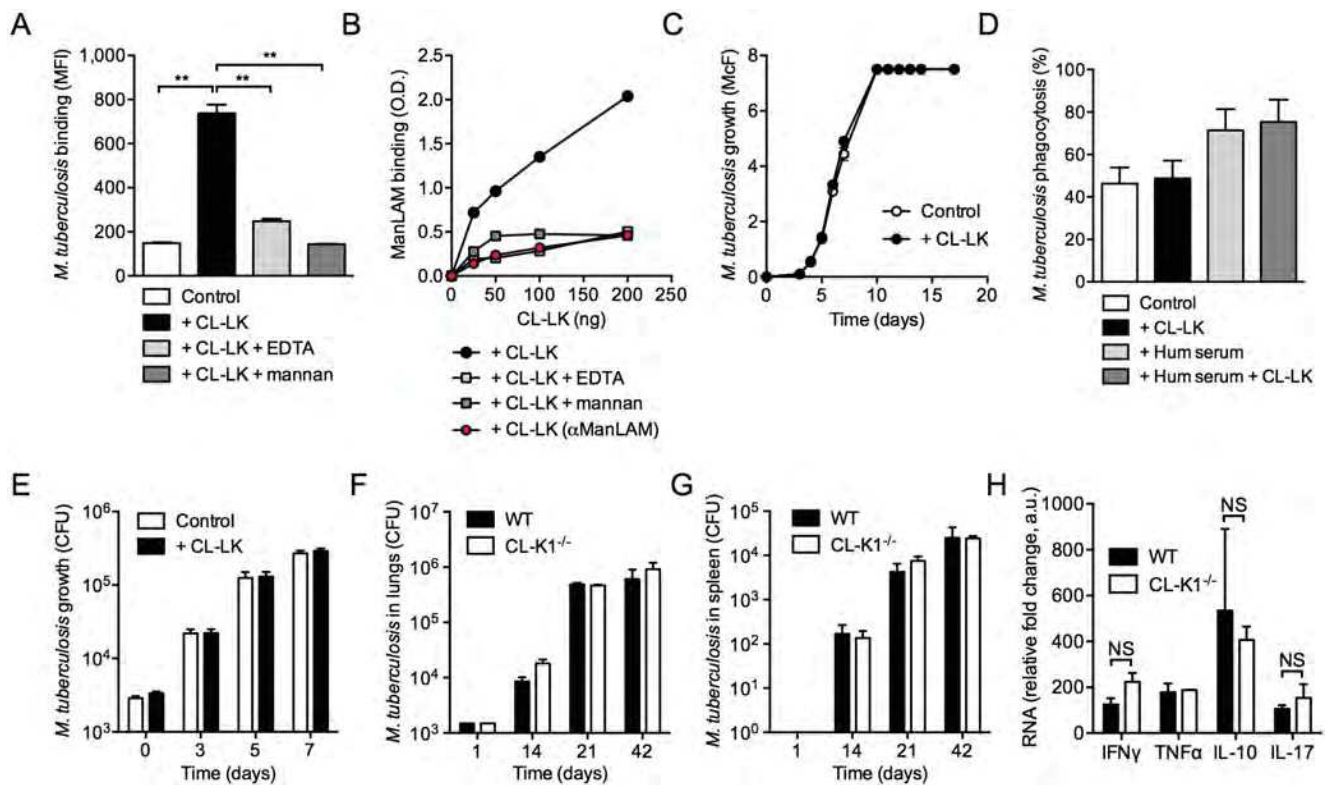 A
M. tuberculosis binding (MFI)
1,000
800
600
400
200
0
**
**
**
Control
+ CL-LK
+ CL-LK + EDTA
+ CL-LK + mannan
B
ManLAM binding (O.D.)
2.5
2.0
1.5
1.0
0.5
0.0
0 50 100 150 200 250
CL-LK (ng)
+ CL-LK
+ CL-LK + EDTA
+ CL-LK + mannan
+ CL-LK (αManLAM)
C
M. tuberculosis growth (McF)
8
6
4
2
0
0 5 10 15 20
Time (days)
Control
+ CL-LK
D
M. tuberculosis phagocytosis (%)
100
80
60
40
20
0
Control
+ CL-LK
+ Hum serum
+ Hum serum + CL-LK
E
M. tuberculosis growth (CFU)
10⁶
10⁵
10⁴
10³
0 3 5 7
Time (days)
Control
+ CL-LK
F
M. tuberculosis in lungs (CFU)
10⁷
10⁶
10⁵
10⁴
10³
1 14 21 42
Time (days)
WT
CL-K1⁻/⁻
G
M. tuberculosis in spleen (CFU)
10⁵
10⁴
10³
10²
10¹
10⁰
1 14 21 42
Time (days)
WT
CL-K1⁻/⁻
H
RNA (relative fold change, a.u.)
1000
800
600
400
200
0
NS
NS
NS
WT
CL-K1⁻/⁻
IFNγ TNFα IL-10 IL-17